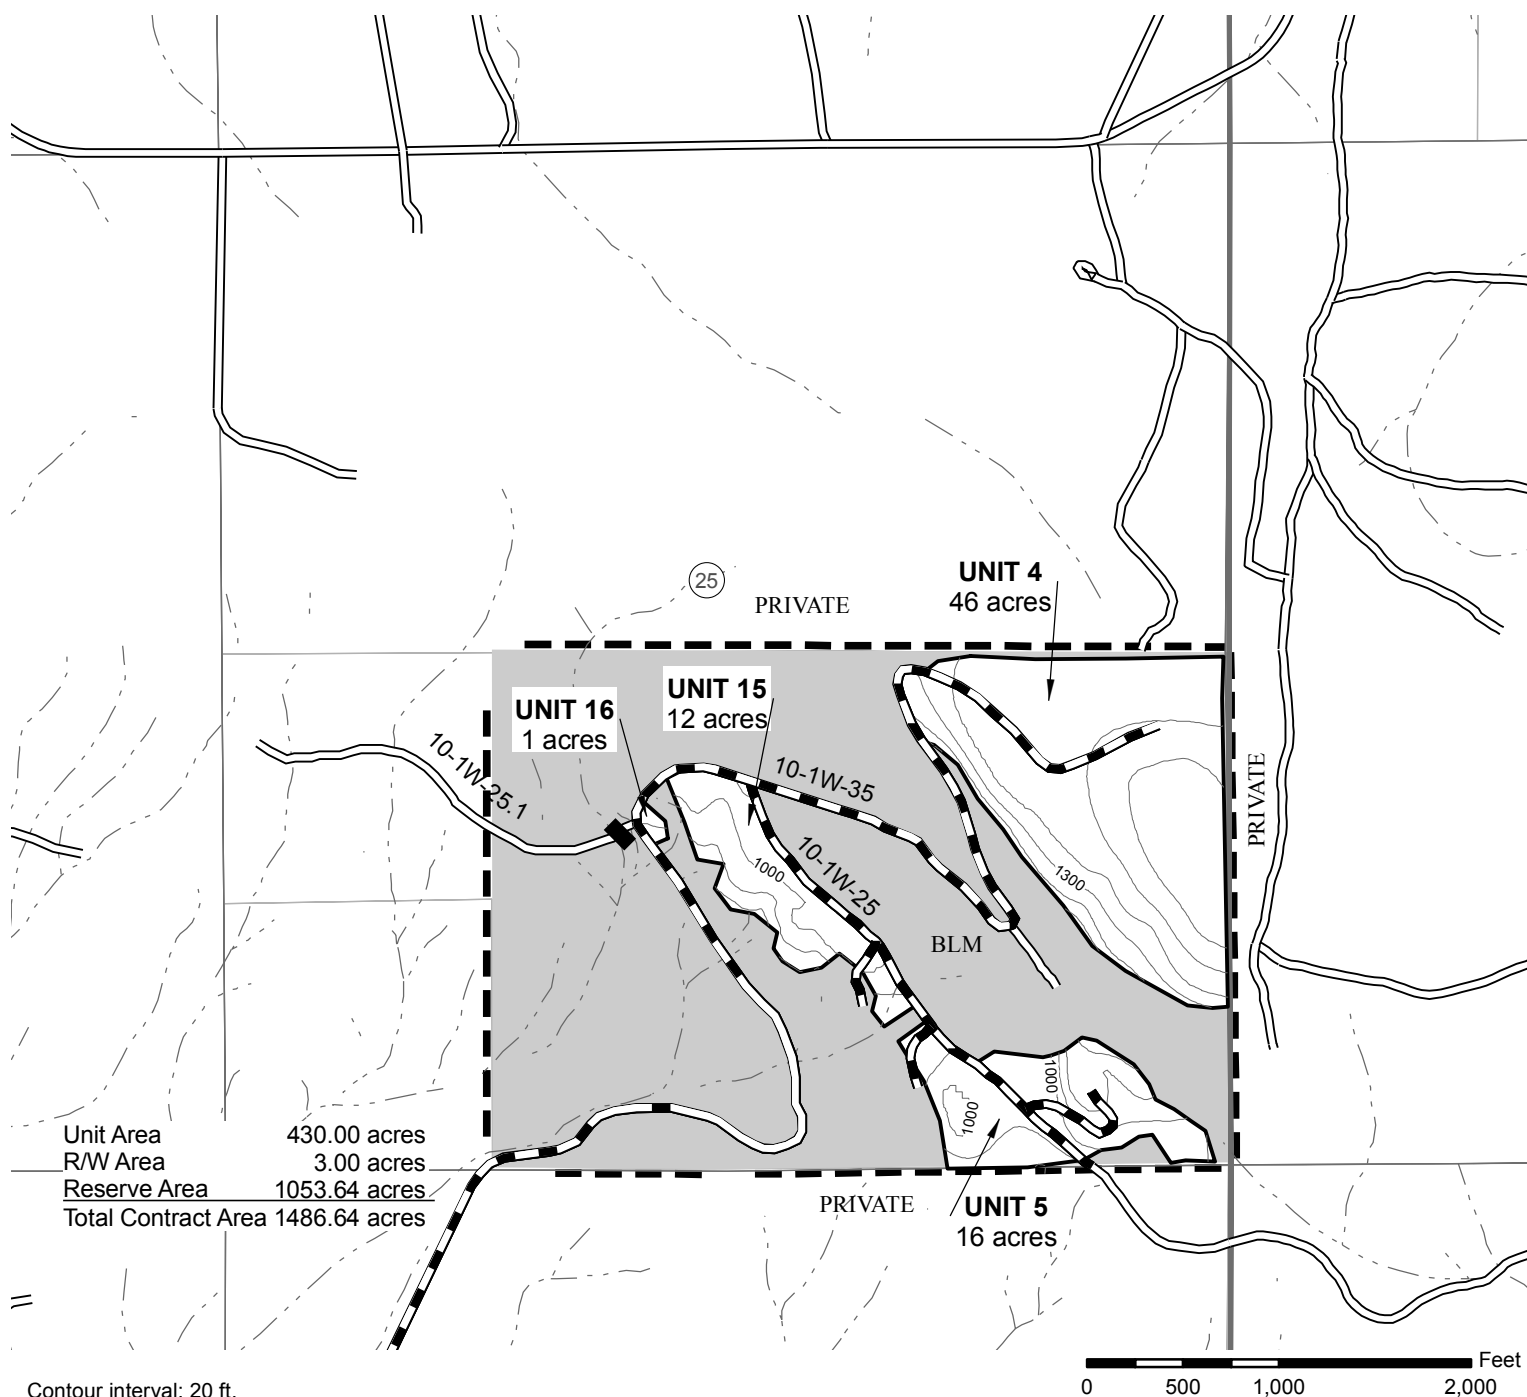 25
PRIVATE
UNIT 4
46 acres
UNIT 15
12 acres
UNIT 16
1 acres
10-1W-25.1
10-1W-35
10-1W-25
1000
1300
BLM
PRIVATE
1000
1000
Unit Area 430.00 acres
R/W Area 3.00 acres
Reserve Area 1053.64 acres
Total Contract Area 1486.64 acres
PRIVATE
UNIT 5
16 acres
Feet
0 500 1,000 2,000
Contour interval: 20 ft.